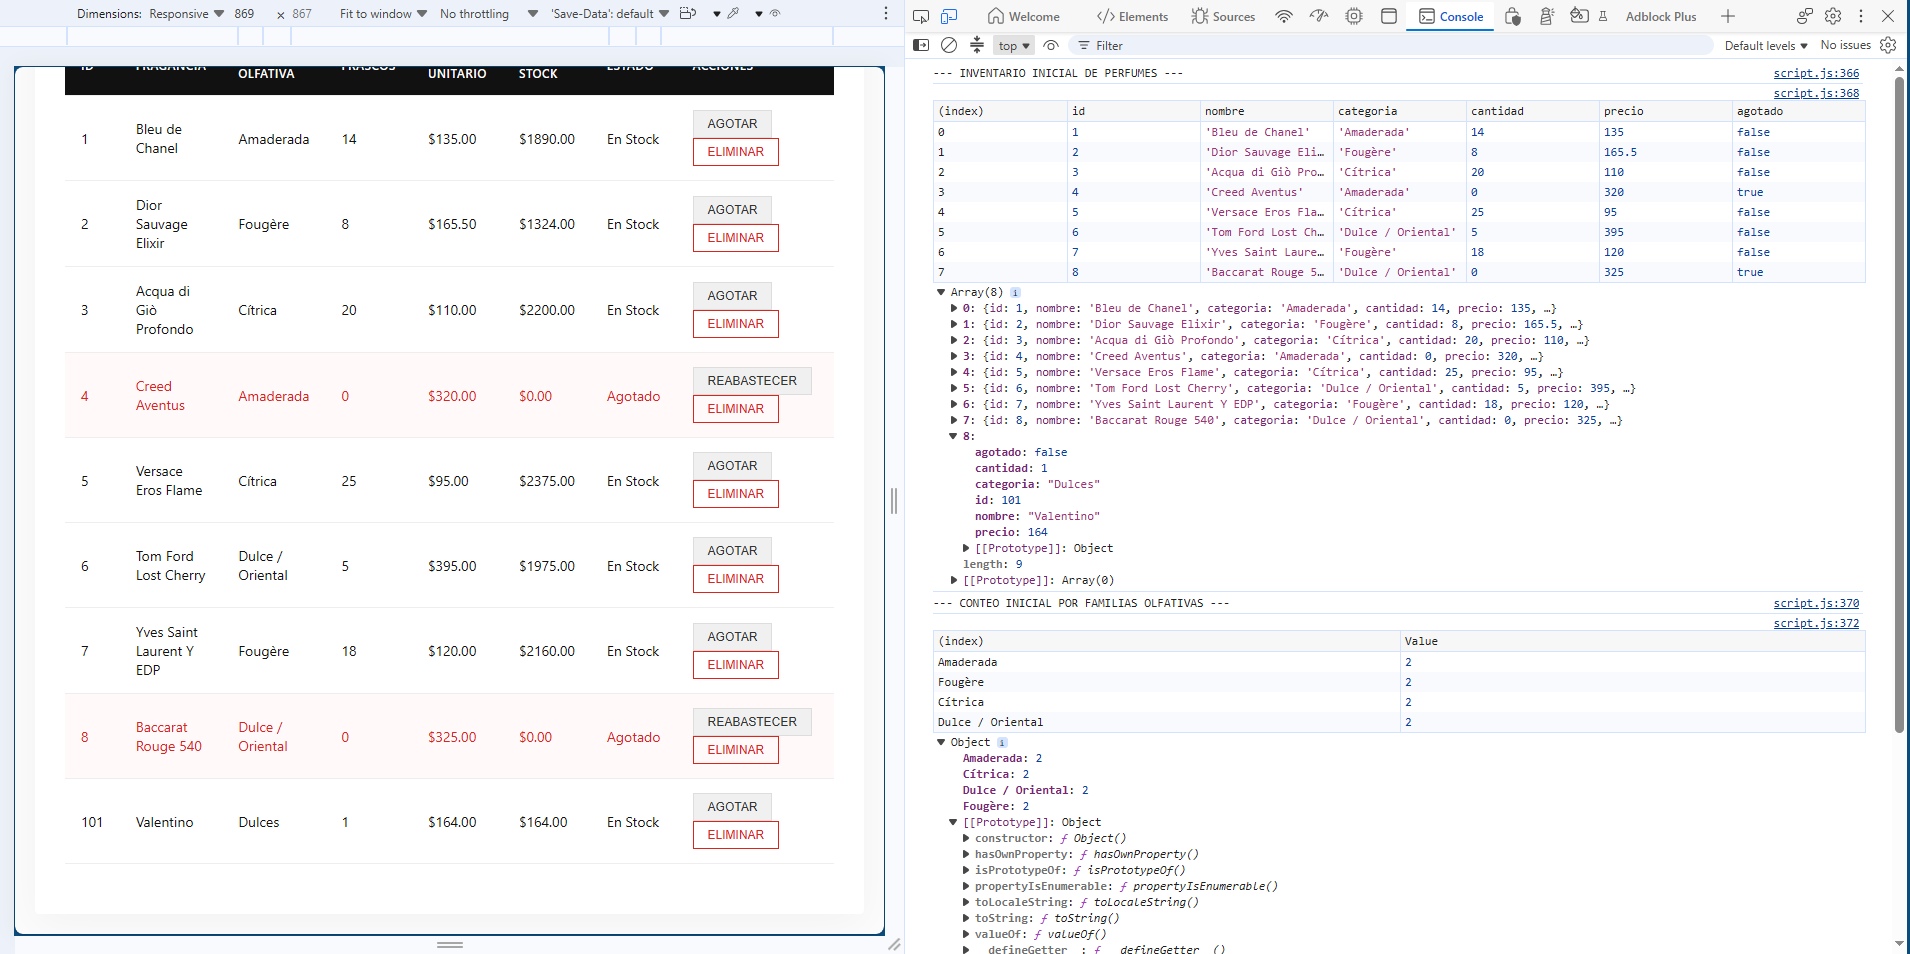 Dimensions: Responsive 869 × 867 Fit to window No throttling 'Save-Data': default
ID FRAGANCIA OLFATIVA FRASCOS UNITARIO STOCK ESTADO ACCIONES
1 Bleu de Chanel Amaderada 14 $135.00 $1890.00 En Stock AGOTAR ELIMINAR
2 Dior Sauvage Elixir Fougère 8 $165.50 $1324.00 En Stock AGOTAR ELIMINAR
3 Acqua di Giò Profondo Cítrica 20 $110.00 $2200.00 En Stock AGOTAR ELIMINAR
4 Creed Aventus Amaderada 0 $320.00 $0.00 Agotado REABASTECER ELIMINAR
5 Versace Eros Flame Cítrica 25 $95.00 $2375.00 En Stock AGOTAR ELIMINAR
6 Tom Ford Lost Cherry Dulce / Oriental 5 $395.00 $1975.00 En Stock AGOTAR ELIMINAR
7 Yves Saint Laurent Y EDP Fougère 18 $120.00 $2160.00 En Stock AGOTAR ELIMINAR
8 Baccarat Rouge 540 Dulce / Oriental 0 $325.00 $0.00 Agotado REABASTECER ELIMINAR
101 Valentino Dulces 1 $164.00 $164.00 En Stock AGOTAR ELIMINAR
Welcome Elements Sources Console Adblock Plus
top Filter Default levels No issues
--- INVENTARIO INICIAL DE PERFUMES --- script.js:366
script.js:368
(index) id nombre categoria cantidad precio agotado
0 1 'Bleu de Chanel' 'Amaderada' 14 135 false
1 2 'Dior Sauvage Eli… 'Fougère' 8 165.5 false
2 3 'Acqua di Giò Pro… 'Cítrica' 20 110 false
3 4 'Creed Aventus' 'Amaderada' 0 320 true
4 5 'Versace Eros Fla… 'Cítrica' 25 95 false
5 6 'Tom Ford Lost Ch… 'Dulce / Oriental' 5 395 false
6 7 'Yves Saint Laure… 'Fougère' 18 120 false
7 8 'Baccarat Rouge 5… 'Dulce / Oriental' 0 325 true
Array(8) i
0: {id: 1, nombre: 'Bleu de Chanel', categoria: 'Amaderada', cantidad: 14, precio: 135, …}
1: {id: 2, nombre: 'Dior Sauvage Elixir', categoria: 'Fougère', cantidad: 8, precio: 165.5, …}
2: {id: 3, nombre: 'Acqua di Giò Profondo', categoria: 'Cítrica', cantidad: 20, precio: 110, …}
3: {id: 4, nombre: 'Creed Aventus', categoria: 'Amaderada', cantidad: 0, precio: 320, …}
4: {id: 5, nombre: 'Versace Eros Flame', categoria: 'Cítrica', cantidad: 25, precio: 95, …}
5: {id: 6, nombre: 'Tom Ford Lost Cherry', categoria: 'Dulce / Oriental', cantidad: 5, precio: 395, …}
6: {id: 7, nombre: 'Yves Saint Laurent Y EDP', categoria: 'Fougère', cantidad: 18, precio: 120, …}
7: {id: 8, nombre: 'Baccarat Rouge 540', categoria: 'Dulce / Oriental', cantidad: 0, precio: 325, …}
8:
agotado: false
cantidad: 1
categoria: "Dulces"
id: 101
nombre: "Valentino"
precio: 164
[[Prototype]]: Object
length: 9
[[Prototype]]: Array(0)
--- CONTEO INICIAL POR FAMILIAS OLFATIVAS --- script.js:370
script.js:372
(index) Value
Amaderada 2
Fougère 2
Cítrica 2
Dulce / Oriental 2
Object i
Amaderada: 2
Cítrica: 2
Dulce / Oriental: 2
Fougère: 2
[[Prototype]]: Object
constructor: ƒ Object()
hasOwnProperty: ƒ hasOwnProperty()
isPrototypeOf: ƒ isPrototypeOf()
propertyIsEnumerable: ƒ propertyIsEnumerable()
toLocaleString: ƒ toLocaleString()
toString: ƒ toString()
valueOf: ƒ valueOf()
__defineGetter__: ƒ __defineGetter__()